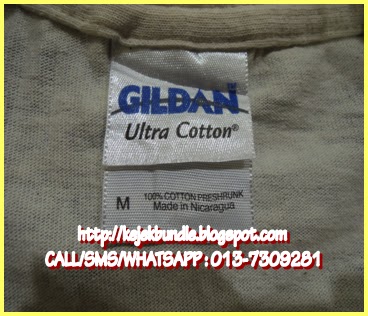 GILDAN
Ultra Cotton®
M
100% COTTON PRESHRUNK
Made in Nicaragua
http://kejekbundle.blogspot.com
CALL/SMS/WHATSAPP : 013-7309281